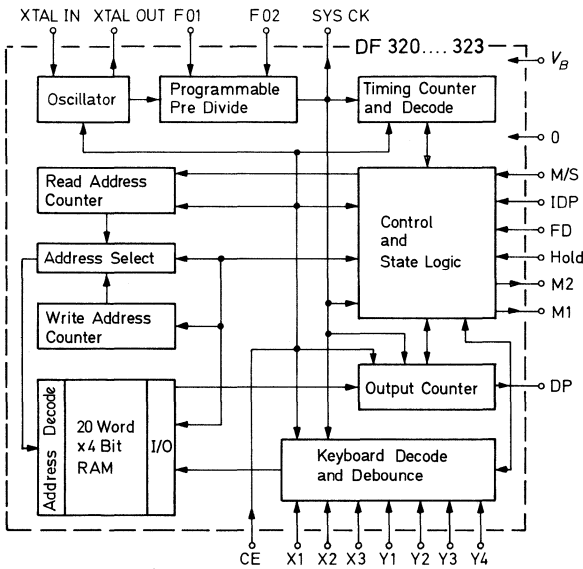 XTAL IN XTAL OUT F01 F02 SYS CK
DF 320....323
V_B
Oscillator
Programmable
Pre Divide
Timing Counter
and Decode
0
Read Address
Counter
M/S
IDP
Control
and
State Logic
FD
Address Select
Hold
M2
Write Address
Counter
M1
Address Decode
20 Word
x 4 Bit
RAM
I/O
Output Counter
DP
Keyboard Decode
and Debounce
CE X1 X2 X3 Y1 Y2 Y3 Y4